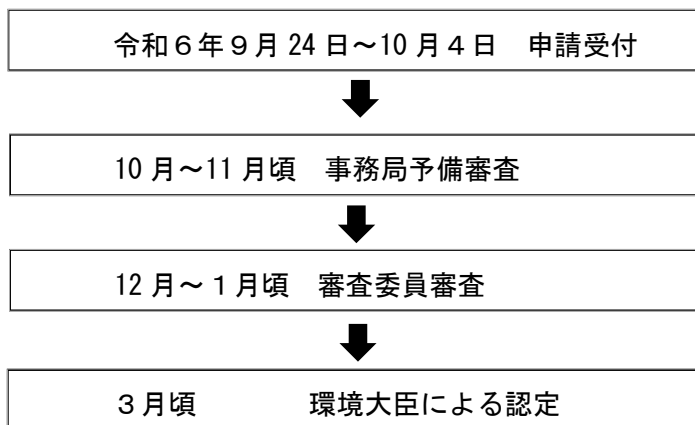 令和６年９月 24 日～10 月４日　申請受付
10 月～11 月頃　事務局予備審査
12 月～１月頃　審査委員審査
３月頃　　　　環境大臣による認定